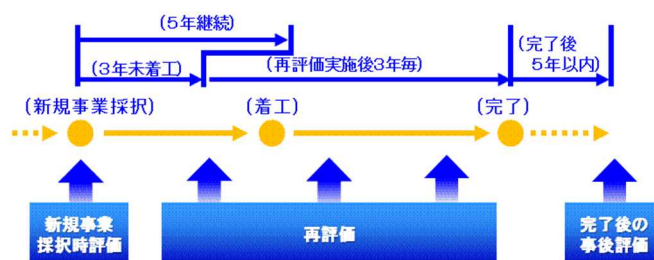 (5年継続)
(3年未着工)
(再評価実施後3年毎)
(完了後
5年以内)
(新規事業採択)
(着工)
(完了)
新規事業
採択時評価
再評価
完了後の
事後評価